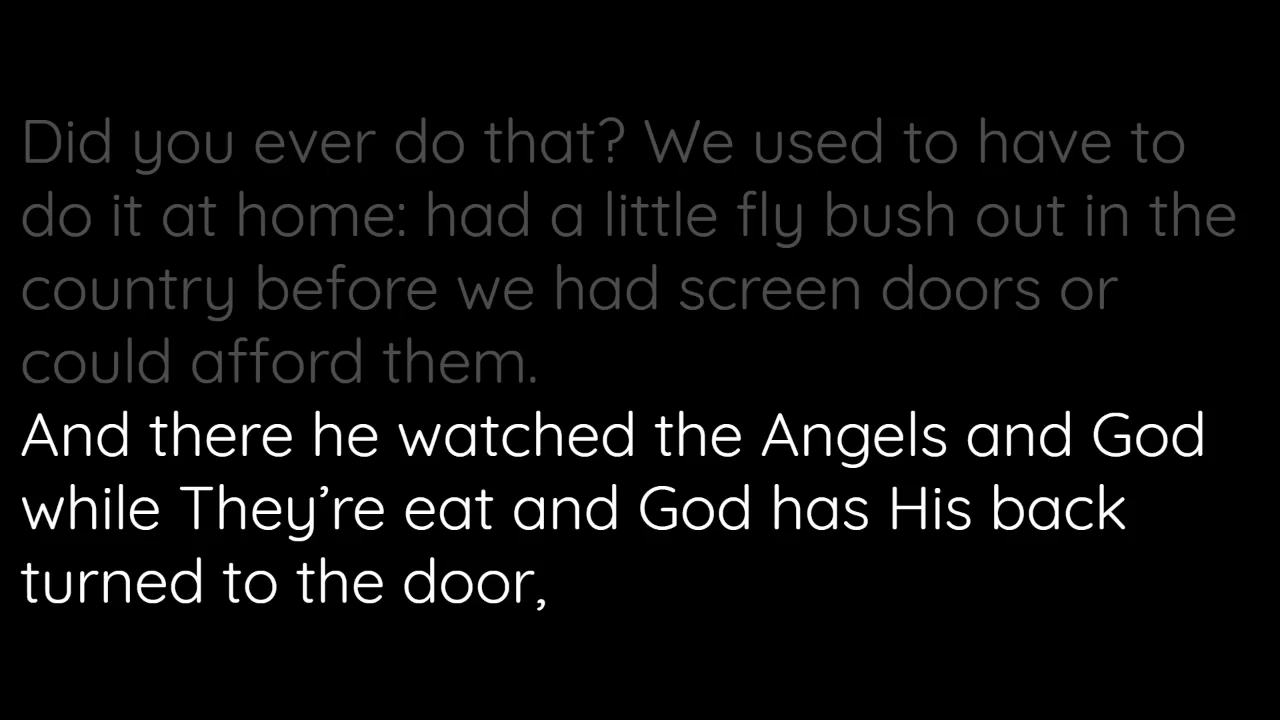 Did you ever do that? We used to have to
do it at home: had a little fly bush out in the
country before we had screen doors or
could afford them.
And there he watched the Angels and God
while They’re eat and God has His back
turned to the door,